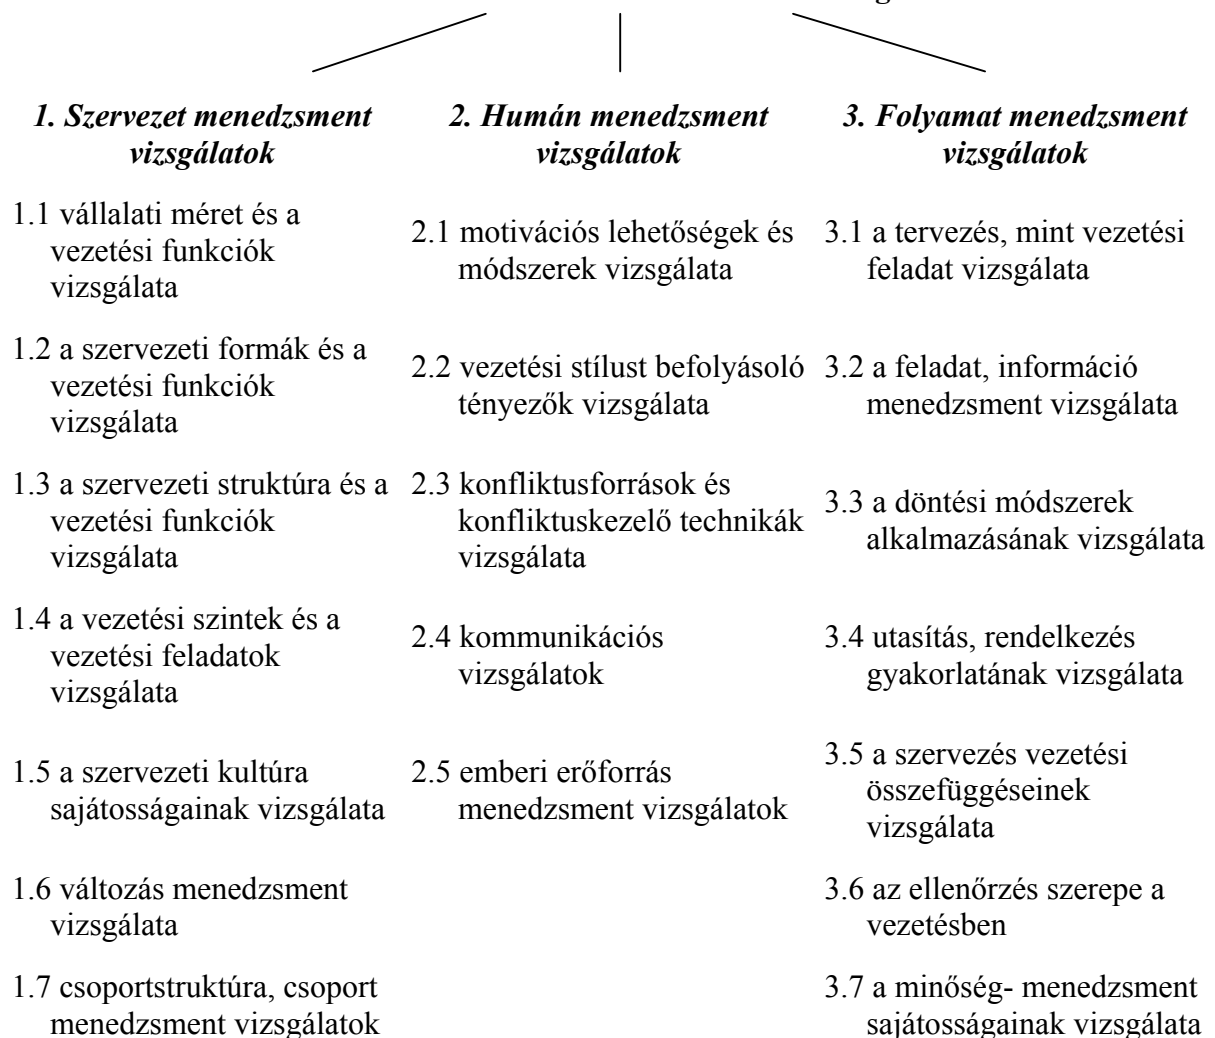 1. Szervezet menedzsment
vizsgálatok
1.1 vállalati méret és a
vezetési funkciók
vizsgálata
1.2 a szervezeti formák és a
vezetési funkciók
vizsgálata
1.3 a szervezeti struktúra és a
vezetési funkciók
vizsgálata
1.4 a vezetési szintek és a
vezetési feladatok
vizsgálata
1.5 a szervezeti kultúra
sajátosságainak vizsgálata
1.6 változás menedzsment
vizsgálata
1.7 csoportstruktúra, csoport
menedzsment vizsgálatok
2. Humán menedzsment
vizsgálatok
2.1 motivációs lehetőségek és
módszerek vizsgálata
2.2 vezetési stílust befolyásoló
tényezők vizsgálata
2.3 konfliktusforrások és
konfliktuskezelő technikák
vizsgálata
2.4 kommunikációs
vizsgálatok
2.5 emberi erőforrás
menedzsment vizsgálatok
3. Folyamat menedzsment
vizsgálatok
3.1 a tervezés, mint vezetési
feladat vizsgálata
3.2 a feladat, információ
menedzsment vizsgálata
3.3 a döntési módszerek
alkalmazásának vizsgálata
3.4 utasítás, rendelkezés
gyakorlatának vizsgálata
3.5 a szervezés vezetési
összefüggéseinek
vizsgálata
3.6 az ellenőrzés szerepe a
vezetésben
3.7 a minőség- menedzsment
sajátosságainak vizsgálata